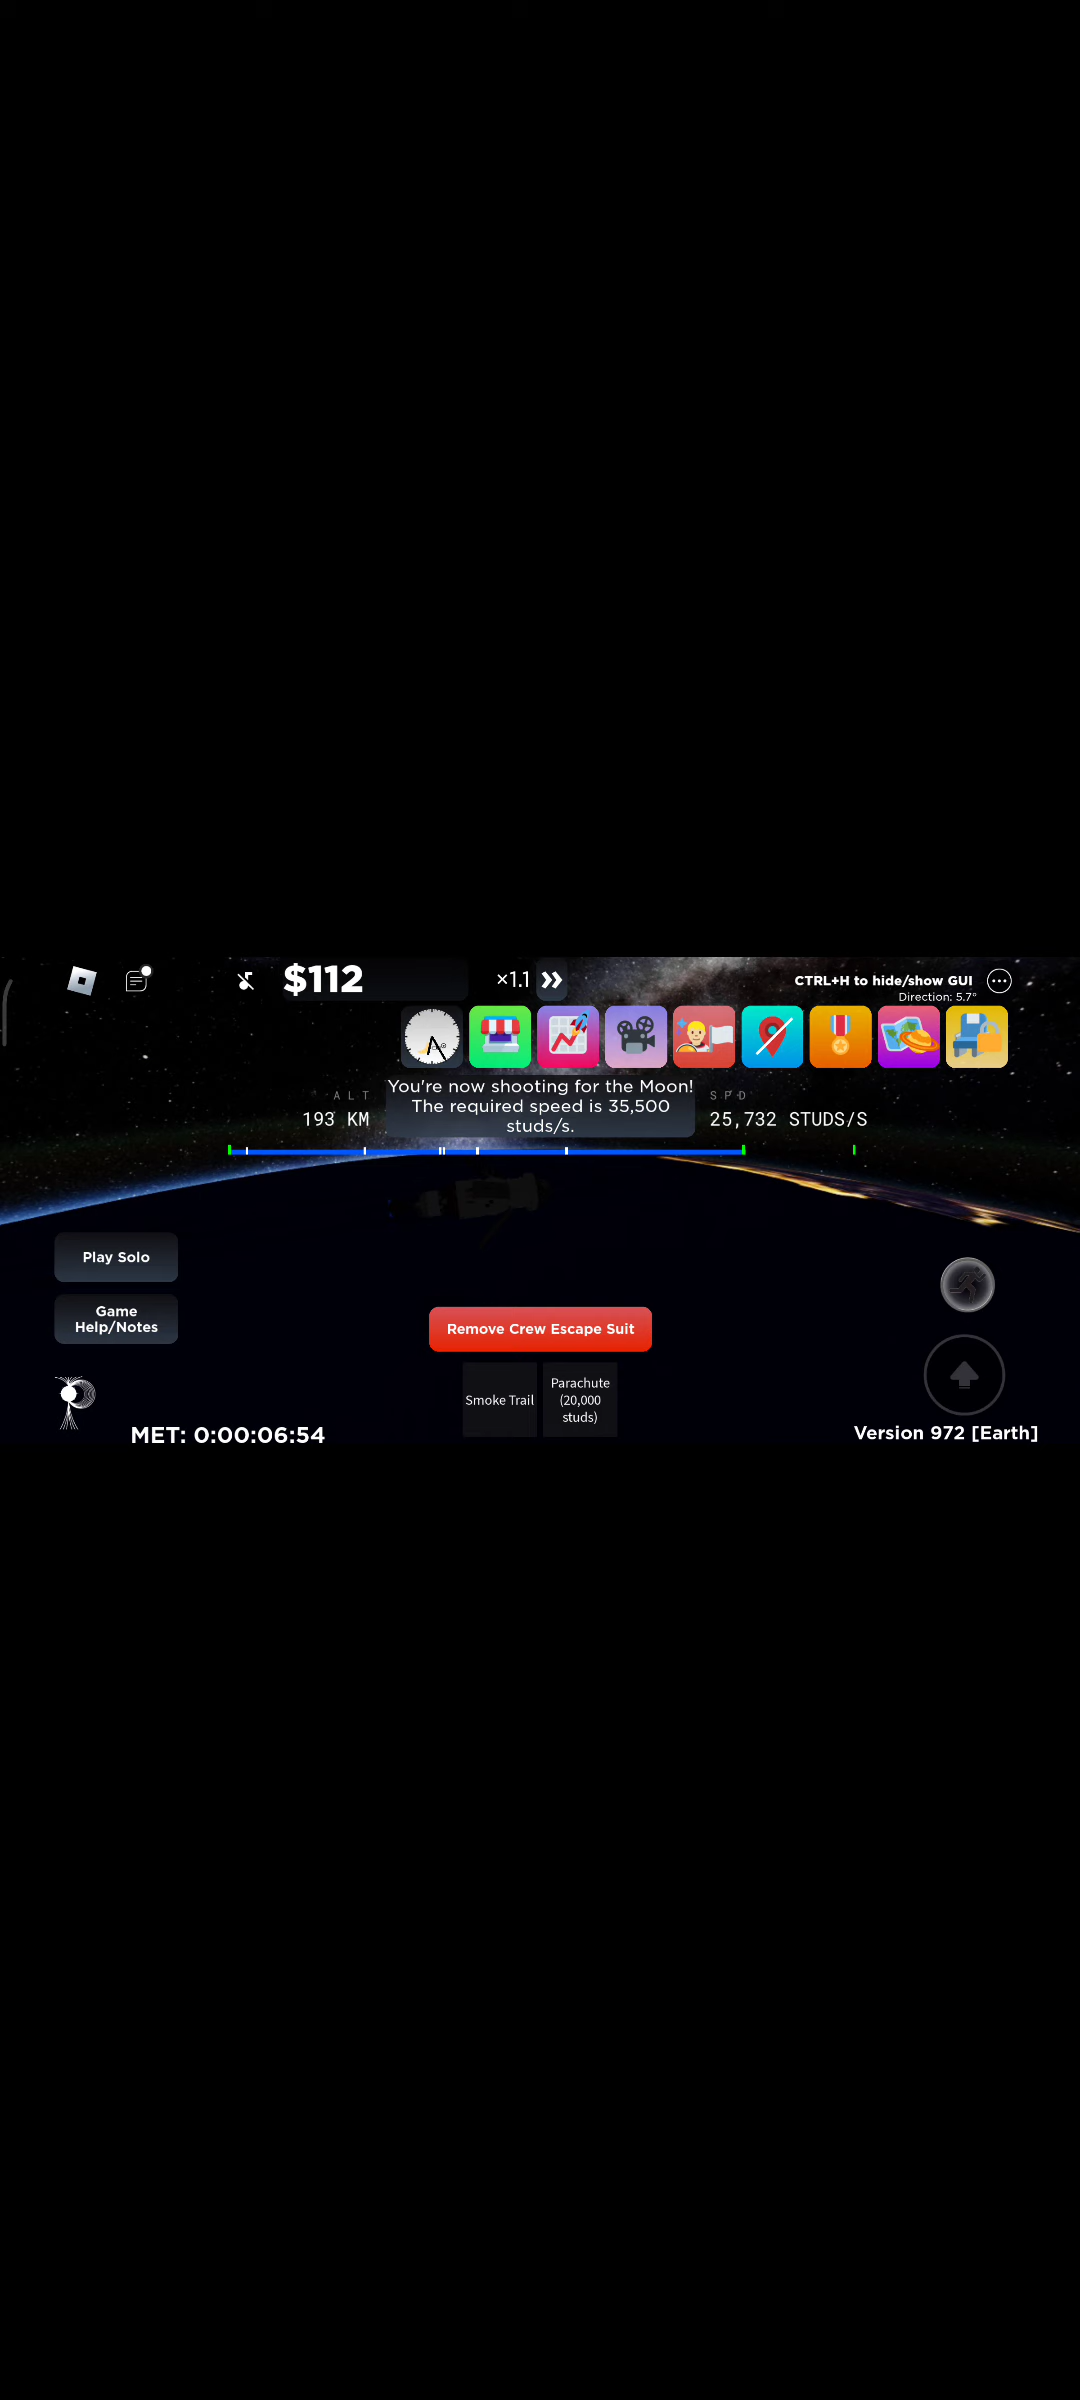 $112
×1.1
CTRL+H to hide/show GUI
Direction: 5.7°
You're now shooting for the Moon!
The required speed is 35,500
studs/s.
ALT
193 KM
SPD
25,732 STUDS/S
Play Solo
Game
Help/Notes
Remove Crew Escape Suit
Smoke Trail
Parachute
(20,000
studs)
MET: 0:00:06:54
Version 972 [Earth]